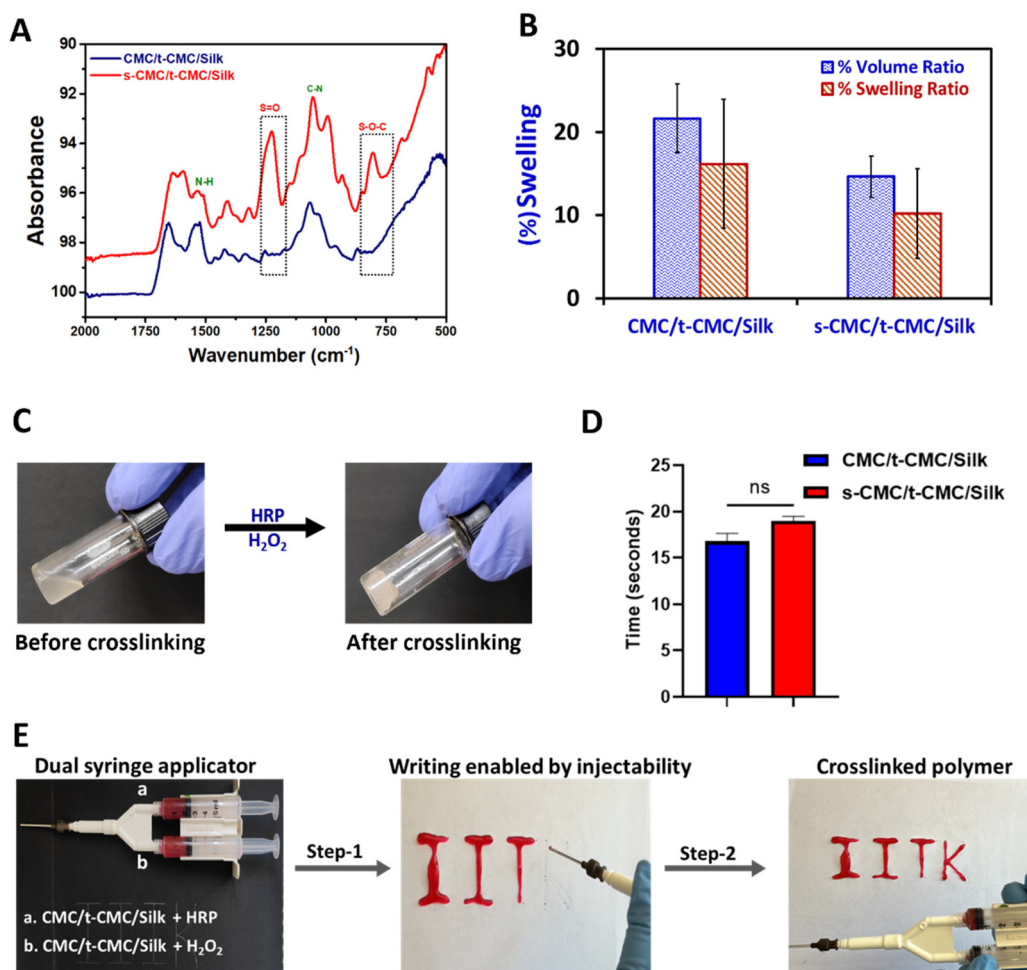 A
CMC/t-CMC/Silk
s-CMC/t-CMC/Silk
S=O
C-N
S-O-C
N-H
Absorbance
90
92
94
96
98
100
2000
1750
1500
1250
1000
750
500
Wavenumber (cm⁻¹)
B
% Volume Ratio
% Swelling Ratio
(%)Swelling
30
20
10
0
CMC/t-CMC/Silk
s-CMC/t-CMC/Silk
C
HRP
H₂O₂
Before crosslinking
After crosslinking
D
CMC/t-CMC/Silk
s-CMC/t-CMC/Silk
ns
Time (seconds)
25
20
15
10
5
0
E
Dual syringe applicator
a
b
a. CMC/t-CMC/Silk + HRP
b. CMC/t-CMC/Silk + H₂O₂
Step-1
Writing enabled by injectability
I I T
Step-2
Crosslinked polymer
I I T K